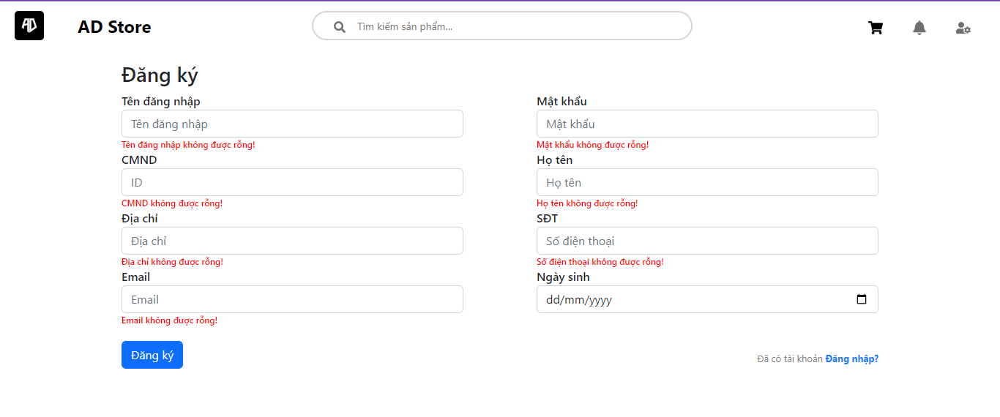 AD
AD Store
Tìm kiếm sản phẩm...
Đăng ký
Tên đăng nhập
Mật khẩu
Tên đăng nhập
Mật khẩu
Tên đăng nhập không được rỗng!
Mật khẩu không được rỗng!
CMND
Họ tên
ID
Họ tên
CMND không được rỗng!
Họ tên không được rỗng!
Địa chỉ
SĐT
Địa chỉ
Số điện thoại
Địa chỉ không được rỗng!
Số điện thoại không được rỗng!
Email
Ngày sinh
Email
dd/mm/yyyy
Email không được rỗng!
Đăng ký
Đã có tài khoản Đăng nhập?